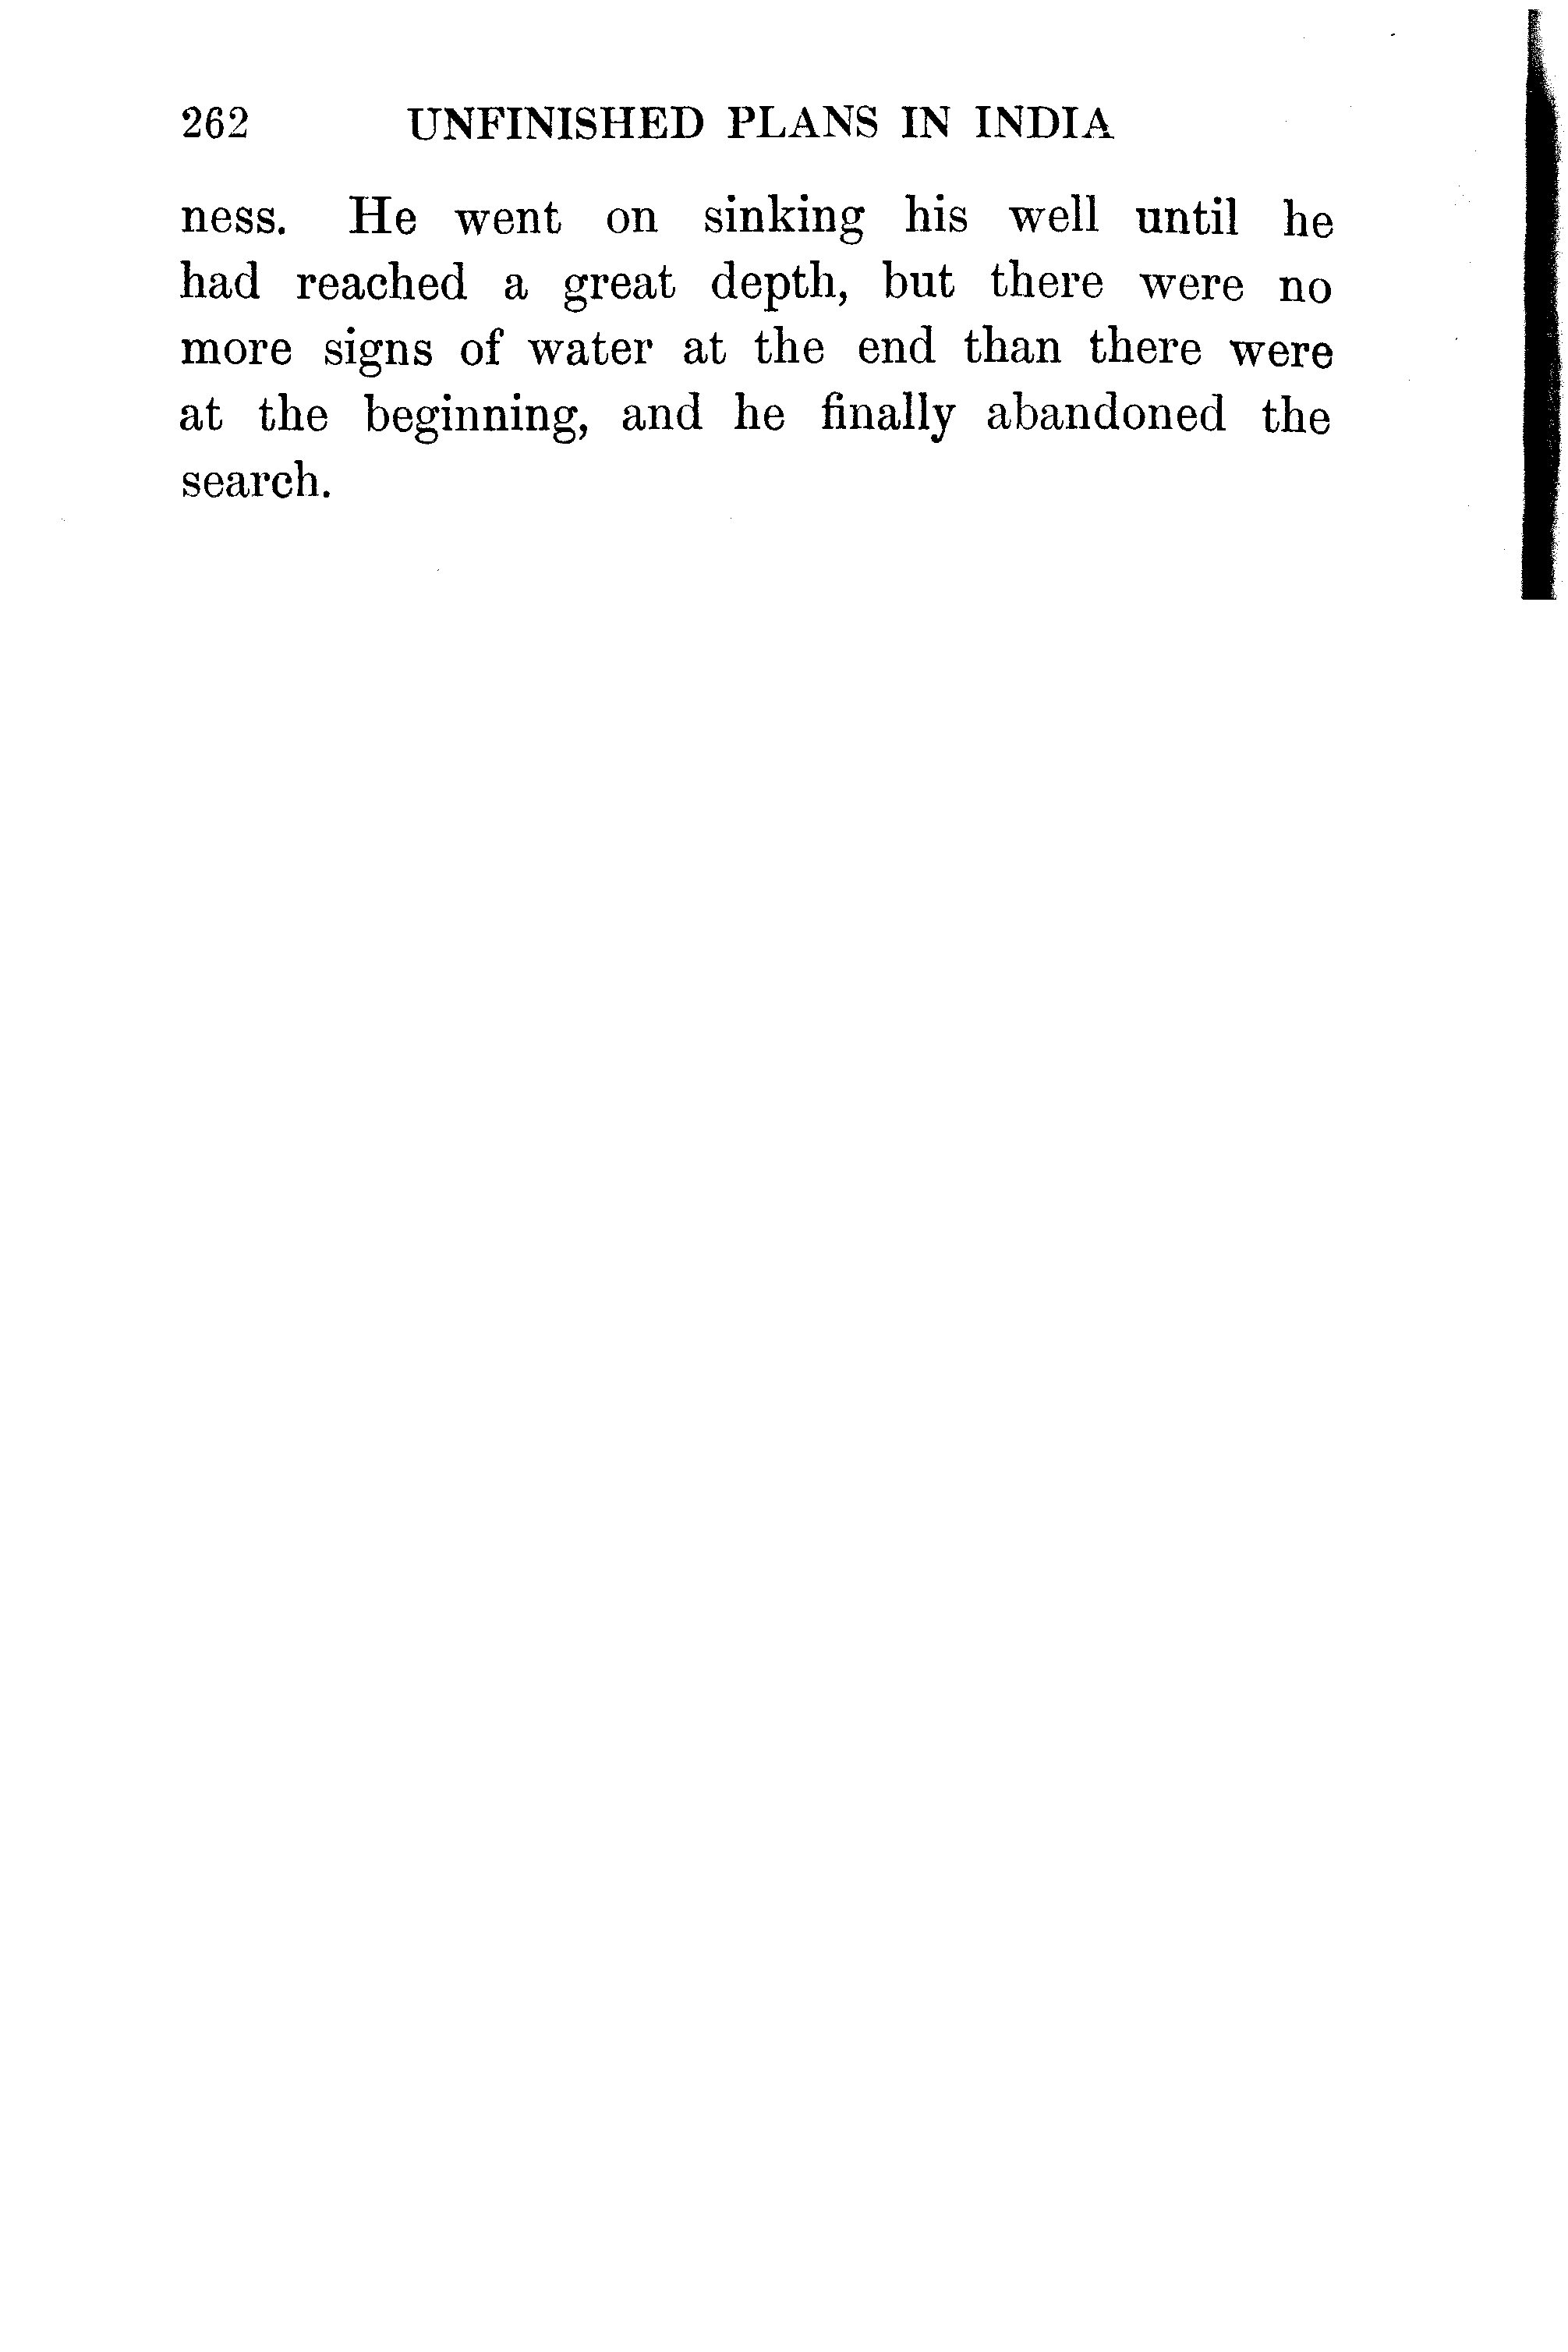 262 UNFINISHED PLANS IN INDIA
ness. He went on sinking his well until he
had reached a great depth, but there were no
more signs of water at the end than there were
at the beginning, and he finally abandoned the
search.